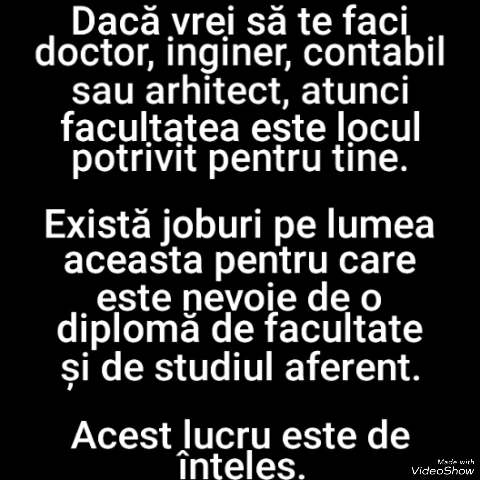 Dacă vrei să te faci
doctor, inginer, contabil
sau arhitect, atunci
facultatea este locul
potrivit pentru tine.
Există joburi pe lumea
aceasta pentru care
este nevoie de o
diplomă de facultate
și de studiul aferent.
Acest lucru este de
înțeles.
Made with
VideoShow